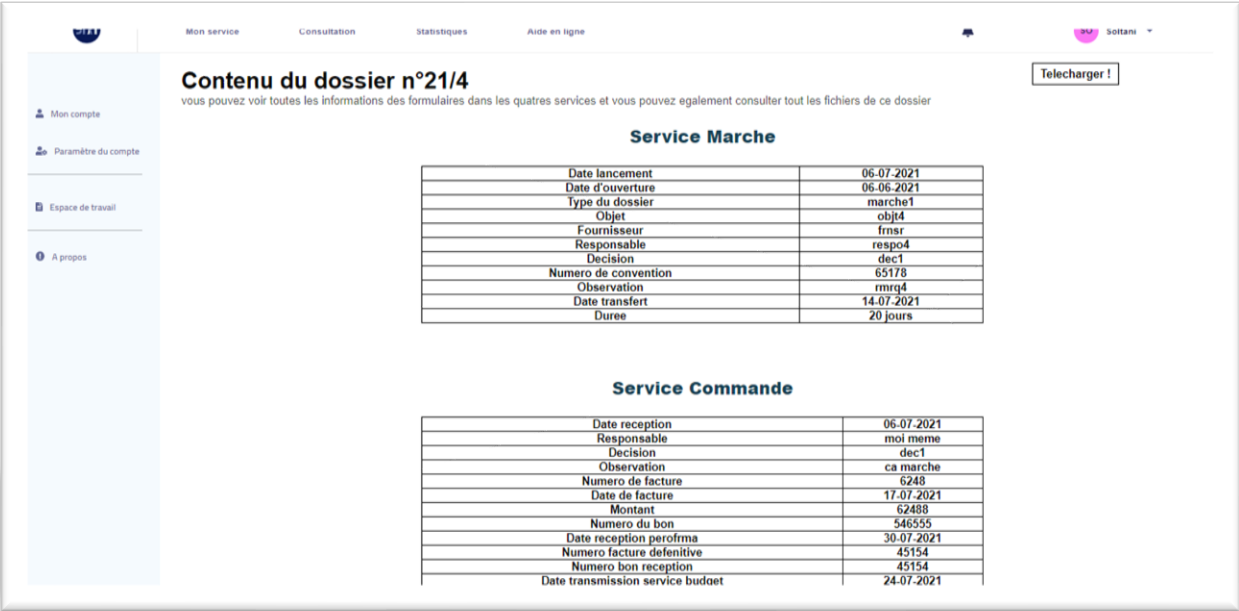 Mon service Consultation Statistiques Aide en ligne SO Soltani
Contenu du dossier n°21/4 Telecharger !
vous pouvez voir toutes les informations des formulaires dans les quatres services et vous pouvez egalement consulter tout les fichiers de ce dossier
Mon compte
Paramètre du compte
Espace de travail
A propos
Service Marche
Date lancement 06-07-2021
Date d'ouverture 06-06-2021
Type du dossier marche1
Objet objt4
Fournisseur frnsr
Responsable respo4
Decision dec1
Numero de convention 65178
Observation rmrq4
Date transfert 14-07-2021
Duree 20 jours
Service Commande
Date reception 06-07-2021
Responsable moi meme
Decision dec1
Observation ca marche
Numero de facture 6248
Date de facture 17-07-2021
Montant 62488
Numero du bon 546555
Date reception perofrma 30-07-2021
Numero facture defenitive 45154
Numero bon reception 45154
Date transmission service budget 24-07-2021